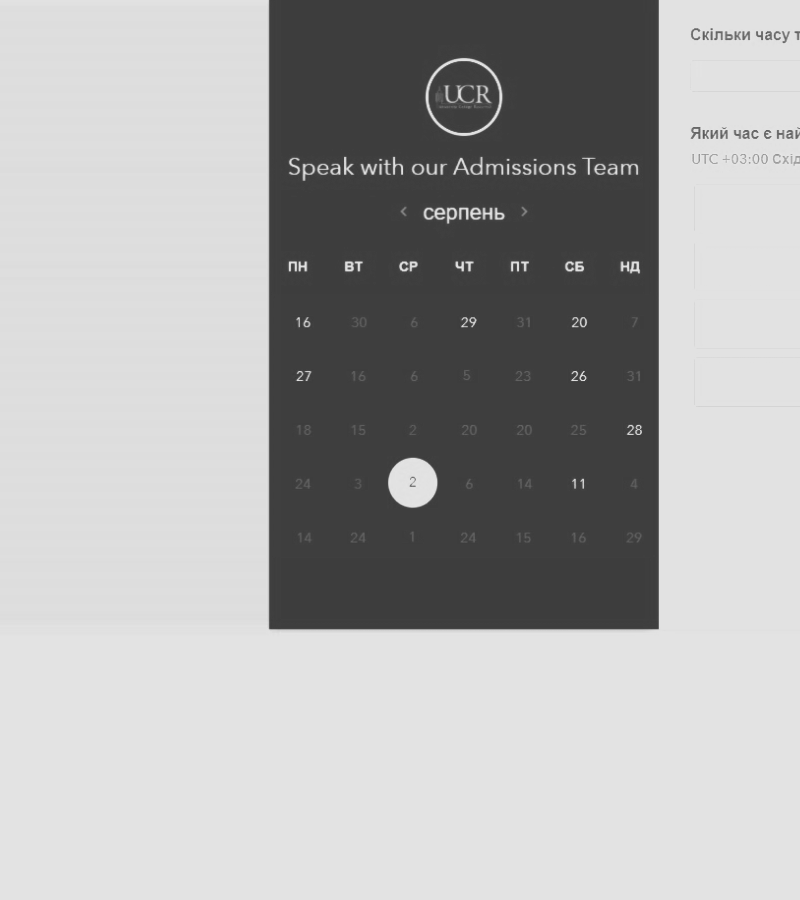 UCR
Speak with our Admissions Team
‹ серпень ›
ПН ВТ СР ЧТ ПТ СБ НД
16 30 6 29 31 20 7
27 16 6 5 23 26 31
18 15 2 20 20 25 28
24 3 2 6 14 11 4
14 24 1 24 15 16 29
Скільки часу
Який час є
UTC +03:00